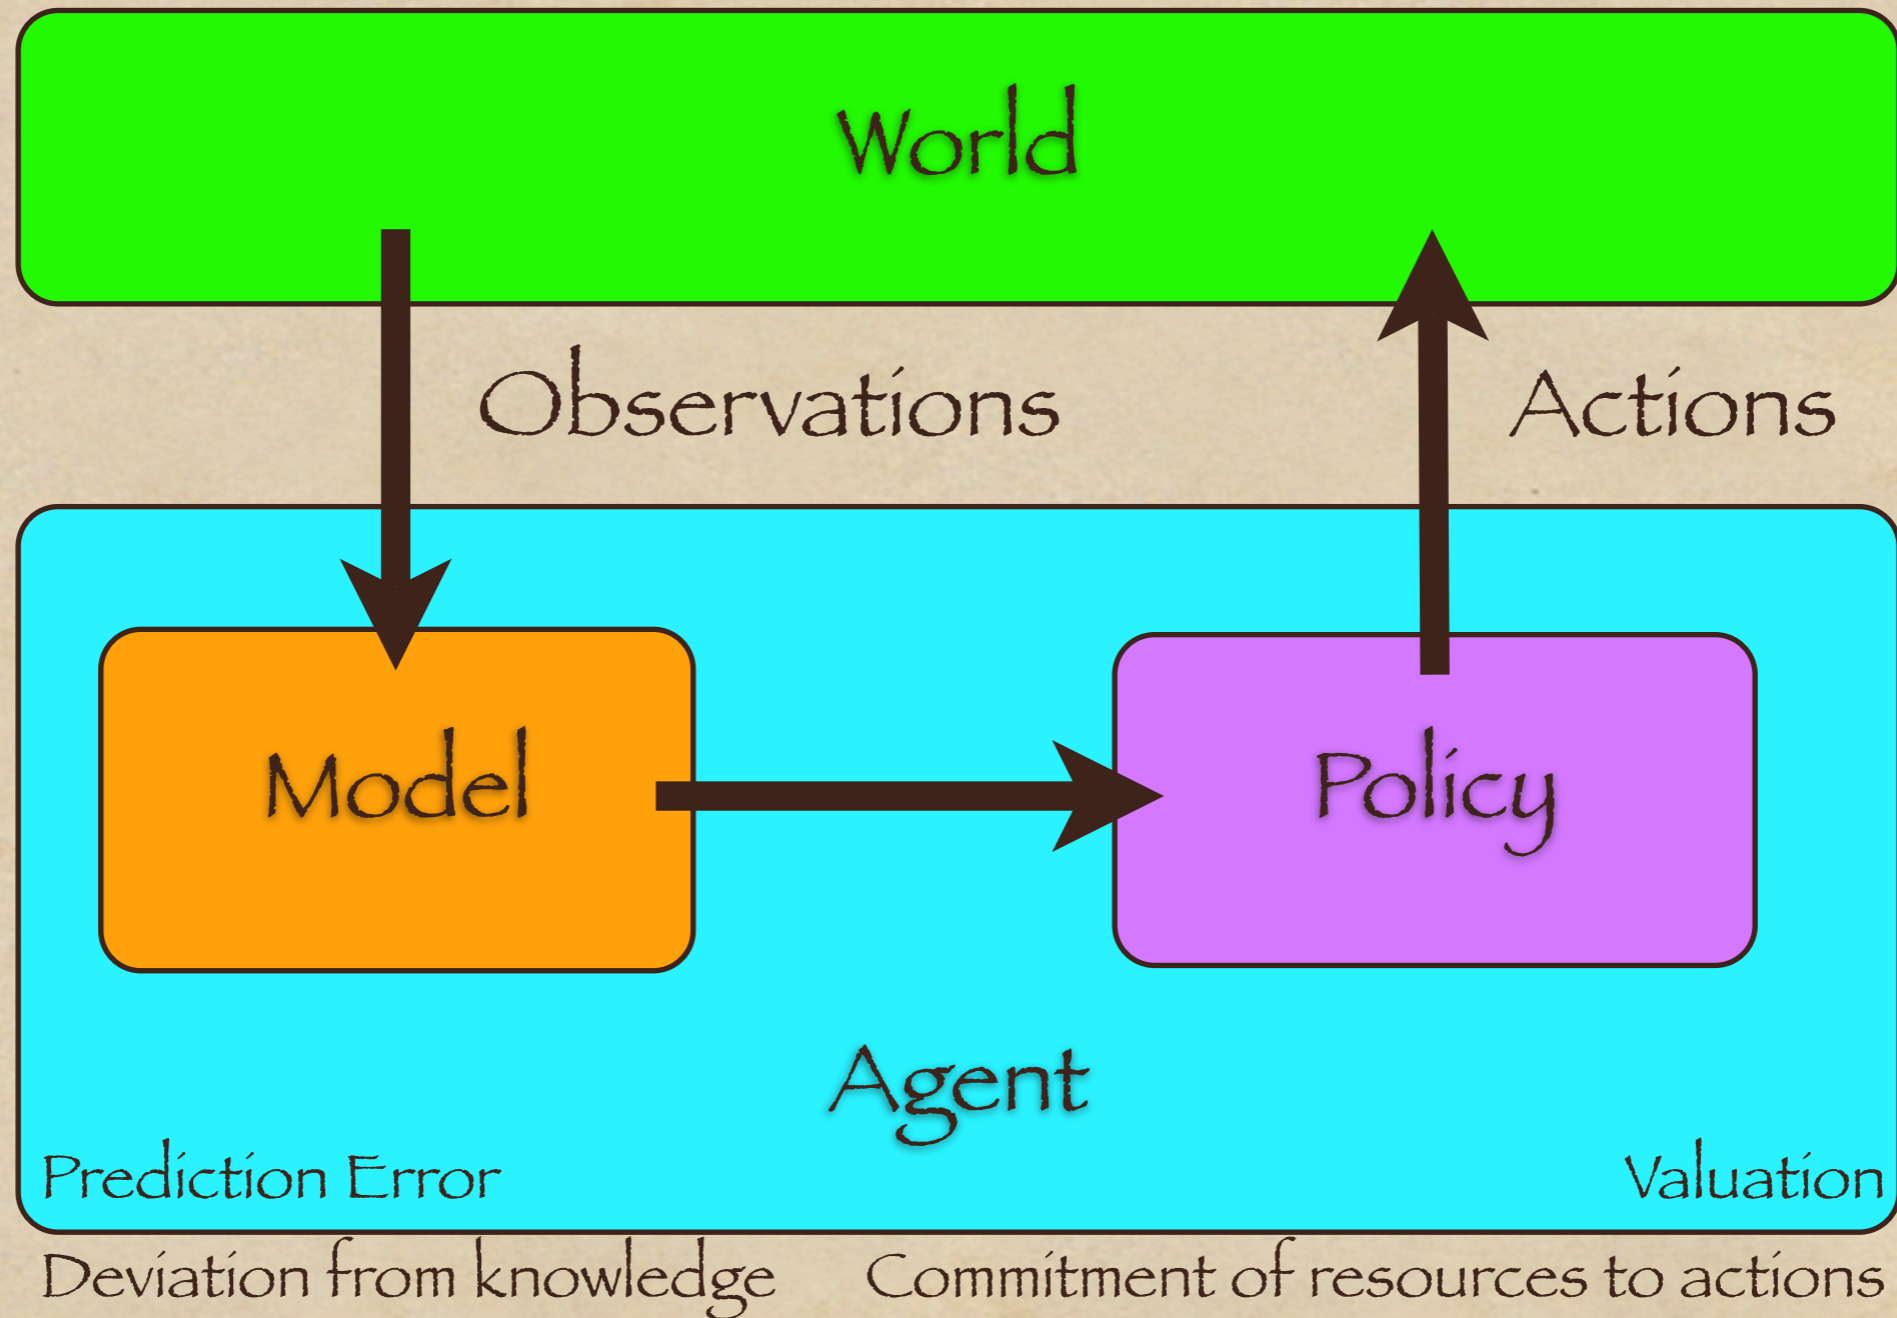 World
Observations
Actions
Model
Policy
Agent
Prediction Error
Valuation
Deviation from knowledge
Commitment of resources to actions